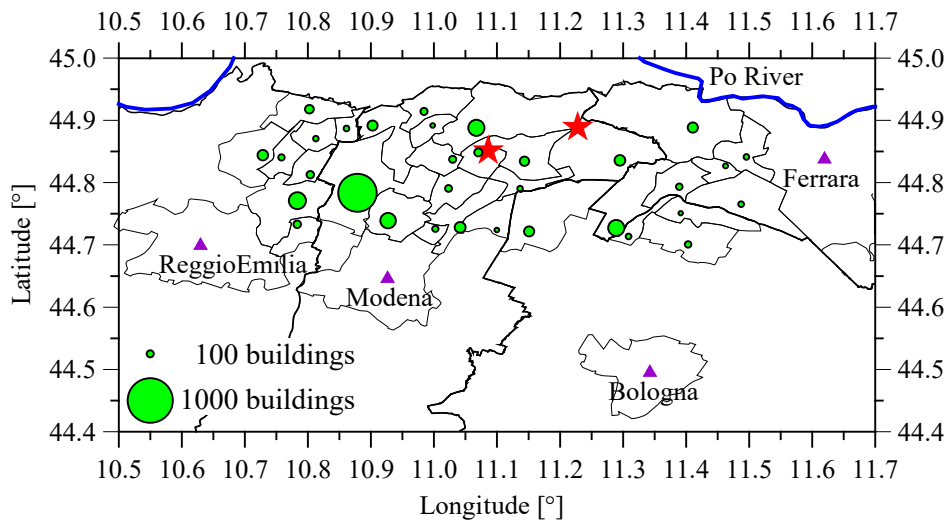 10.5 10.6 10.7 10.8 10.9 11.0 11.1 11.2 11.3 11.4 11.5 11.6 11.7
45.0 45.0
Po River
44.9 44.9
44.8 44.8
Ferrara
44.7 44.7
ReggioEmilia
Modena
44.6 44.6
100 buildings
44.5 44.5
Bologna
1000 buildings
44.4 44.4
10.5 10.6 10.7 10.8 10.9 11.0 11.1 11.2 11.3 11.4 11.5 11.6 11.7
Longitude [°]
Latitude [°]